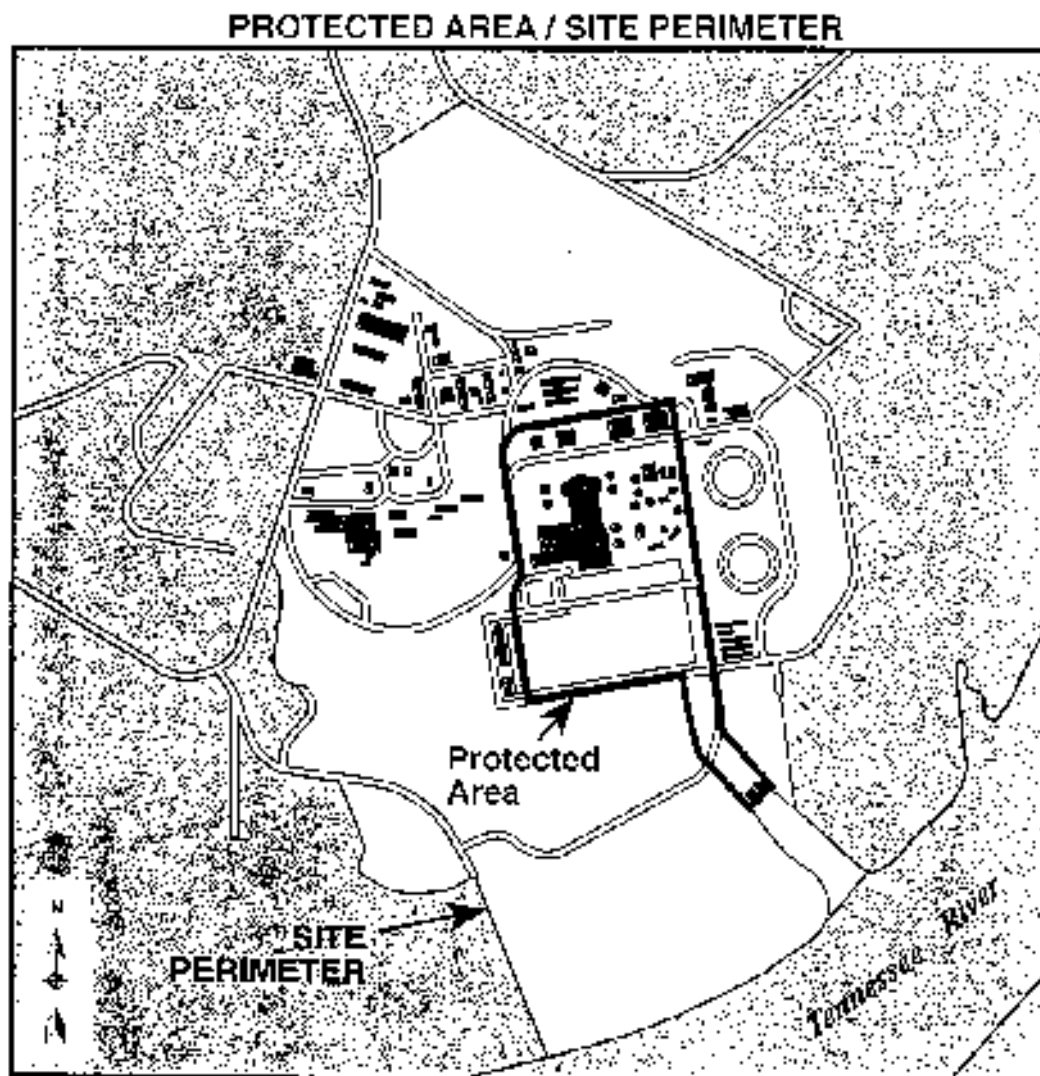 PROTECTED AREA / SITE PERIMETER
Protected
Area
SITE
PERIMETER
Tennessee River
N